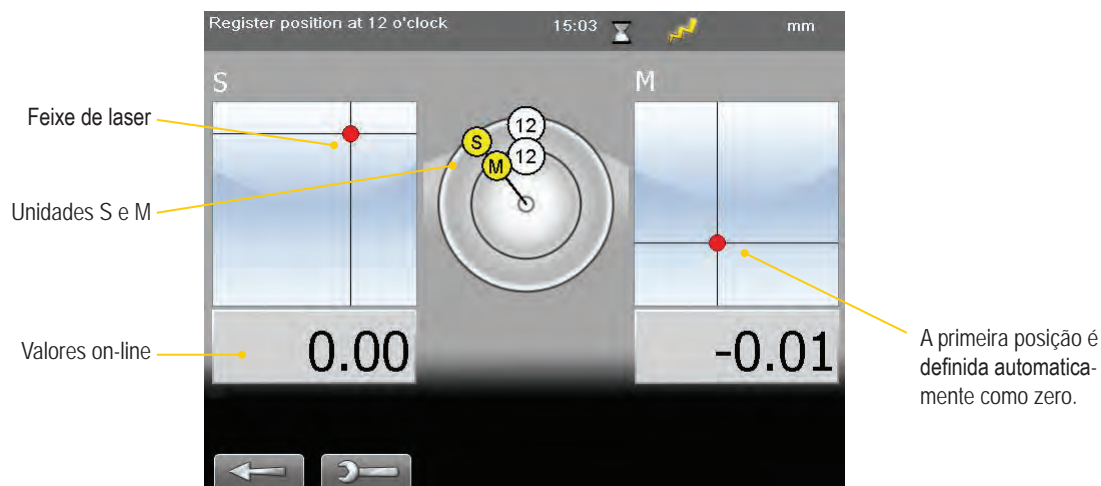 Register position at 12 o'clock 15:03 mm
S M
Feixe de laser
12
S
M 12
Unidades S e M
Valores on-line
0.00 -0.01
A primeira posição é
definida automatica-
mente como zero.